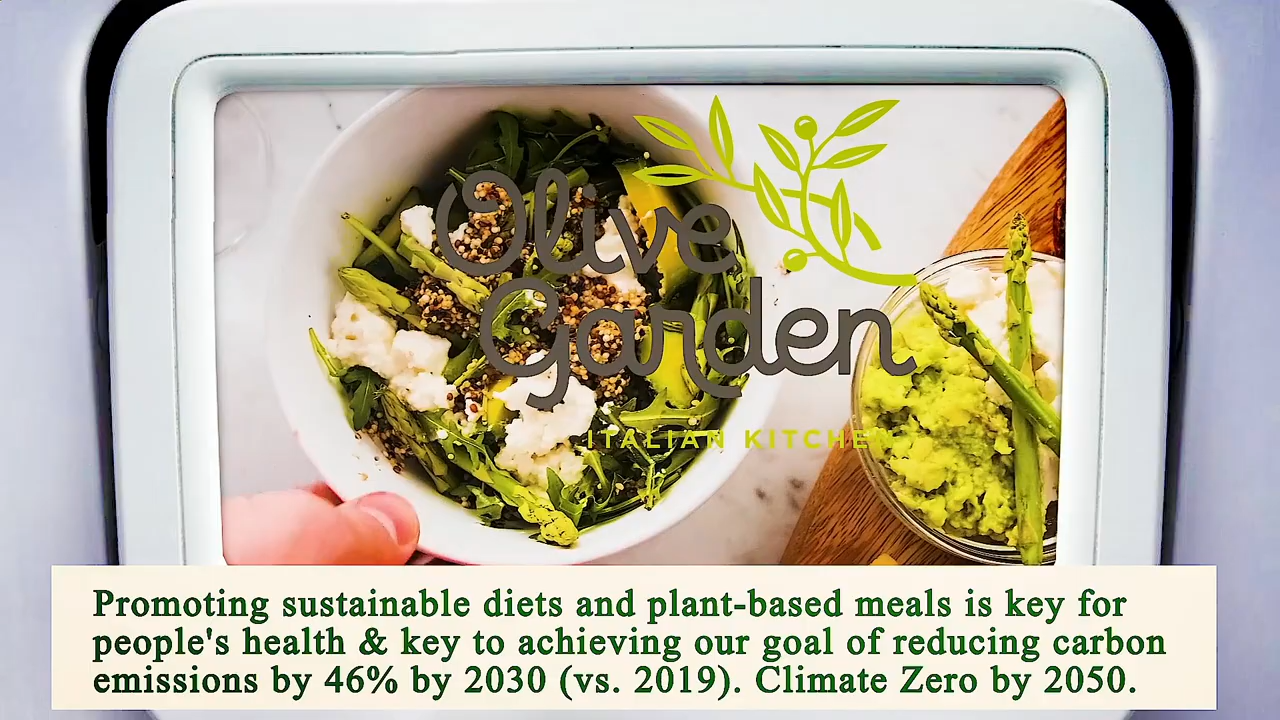 Olive
Garden
ITALIAN KITCHEN
Promoting sustainable diets and plant-based meals is key for
people's health & key to achieving our goal of reducing carbon
emissions by 46% by 2030 (vs. 2019). Climate Zero by 2050.